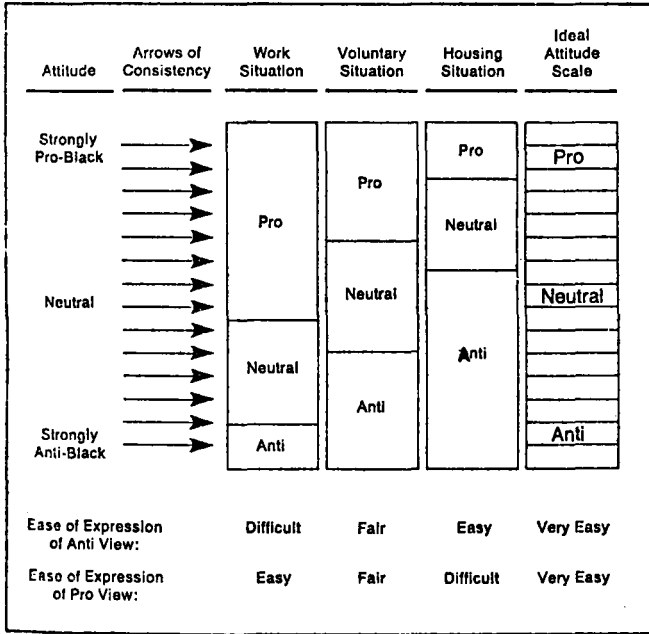 Attitude
Arrows of
Consistency
Work
Situation
Voluntary
Situation
Housing
Situation
Ideal
Attitude
Scale
Strongly
Pro-Black
Neutral
Strongly
Anti-Black
Pro
Neutral
Anti
Pro
Neutral
Anti
Pro
Neutral
Anti
Pro
Neutral
Anti
Ease of Expression
of Anti View:
Difficult Fair Easy Very Easy
Ease of Expression
of Pro View:
Easy Fair Difficult Very Easy